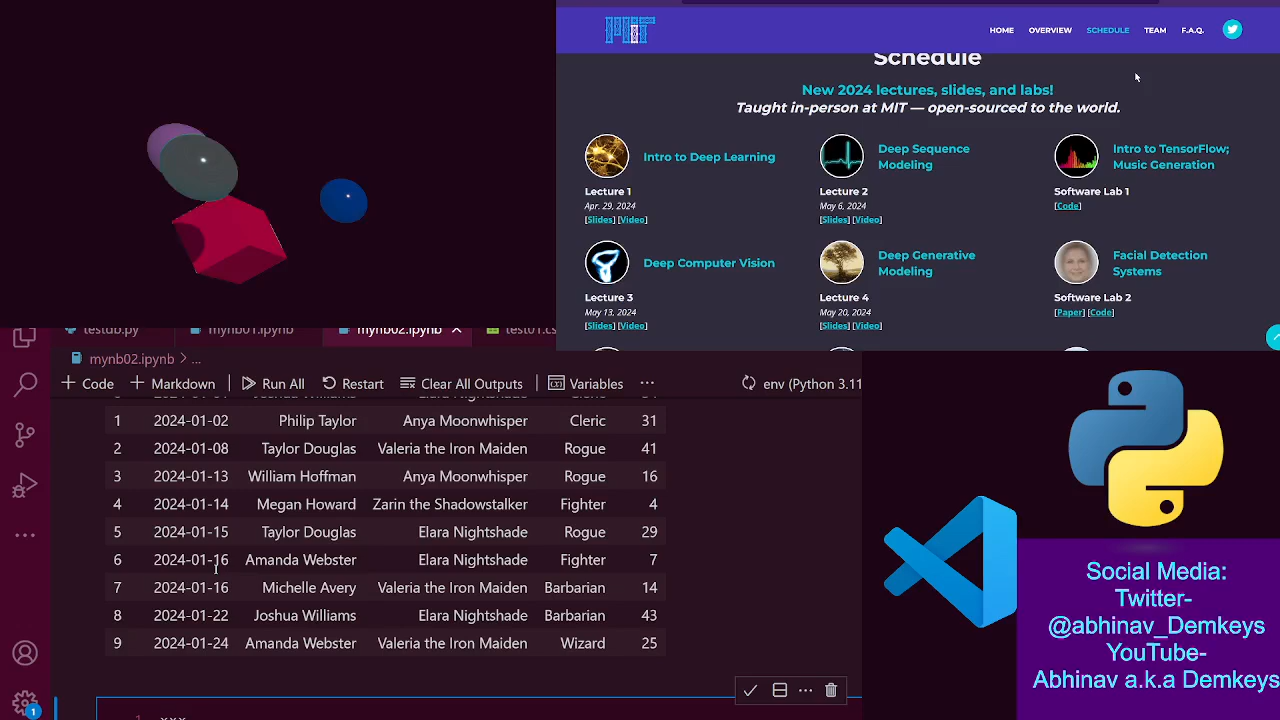 MIT
HOME OVERVIEW SCHEDULE TEAM F.A.Q.
Schedule
New 2024 lectures, slides, and labs!
Taught in-person at MIT — open-sourced to the world.
Intro to Deep Learning
Lecture 1
Apr. 29, 2024
[Slides] [Video]
Deep Sequence
Modeling
Lecture 2
May 6, 2024
[Slides] [Video]
Intro to TensorFlow;
Music Generation
Software Lab 1
[Code]
Deep Computer Vision
Lecture 3
May 13, 2024
[Slides] [Video]
Deep Generative
Modeling
Lecture 4
May 20, 2024
[Slides] [Video]
Facial Detection
Systems
Software Lab 2
[Paper] [Code]
testdb.py mynb01.ipynb mynb02.ipynb test01.cs
mynb02.ipynb > ...
+ Code + Markdown Run All Restart Clear All Outputs Variables ... env (Python 3.11
1 2024-01-02 Philip Taylor Anya Moonwhisper Cleric 31
2 2024-01-08 Taylor Douglas Valeria the Iron Maiden Rogue 41
3 2024-01-13 William Hoffman Anya Moonwhisper Rogue 16
4 2024-01-14 Megan Howard Zarin the Shadowstalker Fighter 4
5 2024-01-15 Taylor Douglas Elara Nightshade Rogue 29
6 2024-01-16 Amanda Webster Elara Nightshade Fighter 7
7 2024-01-16 Michelle Avery Valeria the Iron Maiden Barbarian 14
8 2024-01-22 Joshua Williams Elara Nightshade Barbarian 43
9 2024-01-24 Amanda Webster Valeria the Iron Maiden Wizard 25
1
Social Media:
Twitter-
@abhinav_Demkeys
YouTube-
Abhinav a.k.a Demkeys